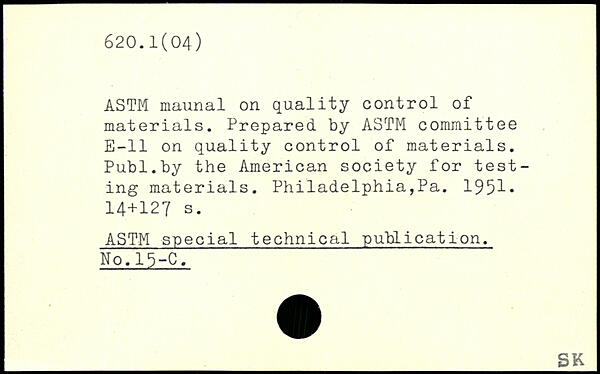 620.1(04)
ASTM maunal on quality control of
materials. Prepared by ASTM committee
E-11 on quality control of materials.
Publ.by the American society for test-
ing materials. Philadelphia,Pa. 1951.
14+127 s.
ASTM special technical publication.
No.15-C.
SK